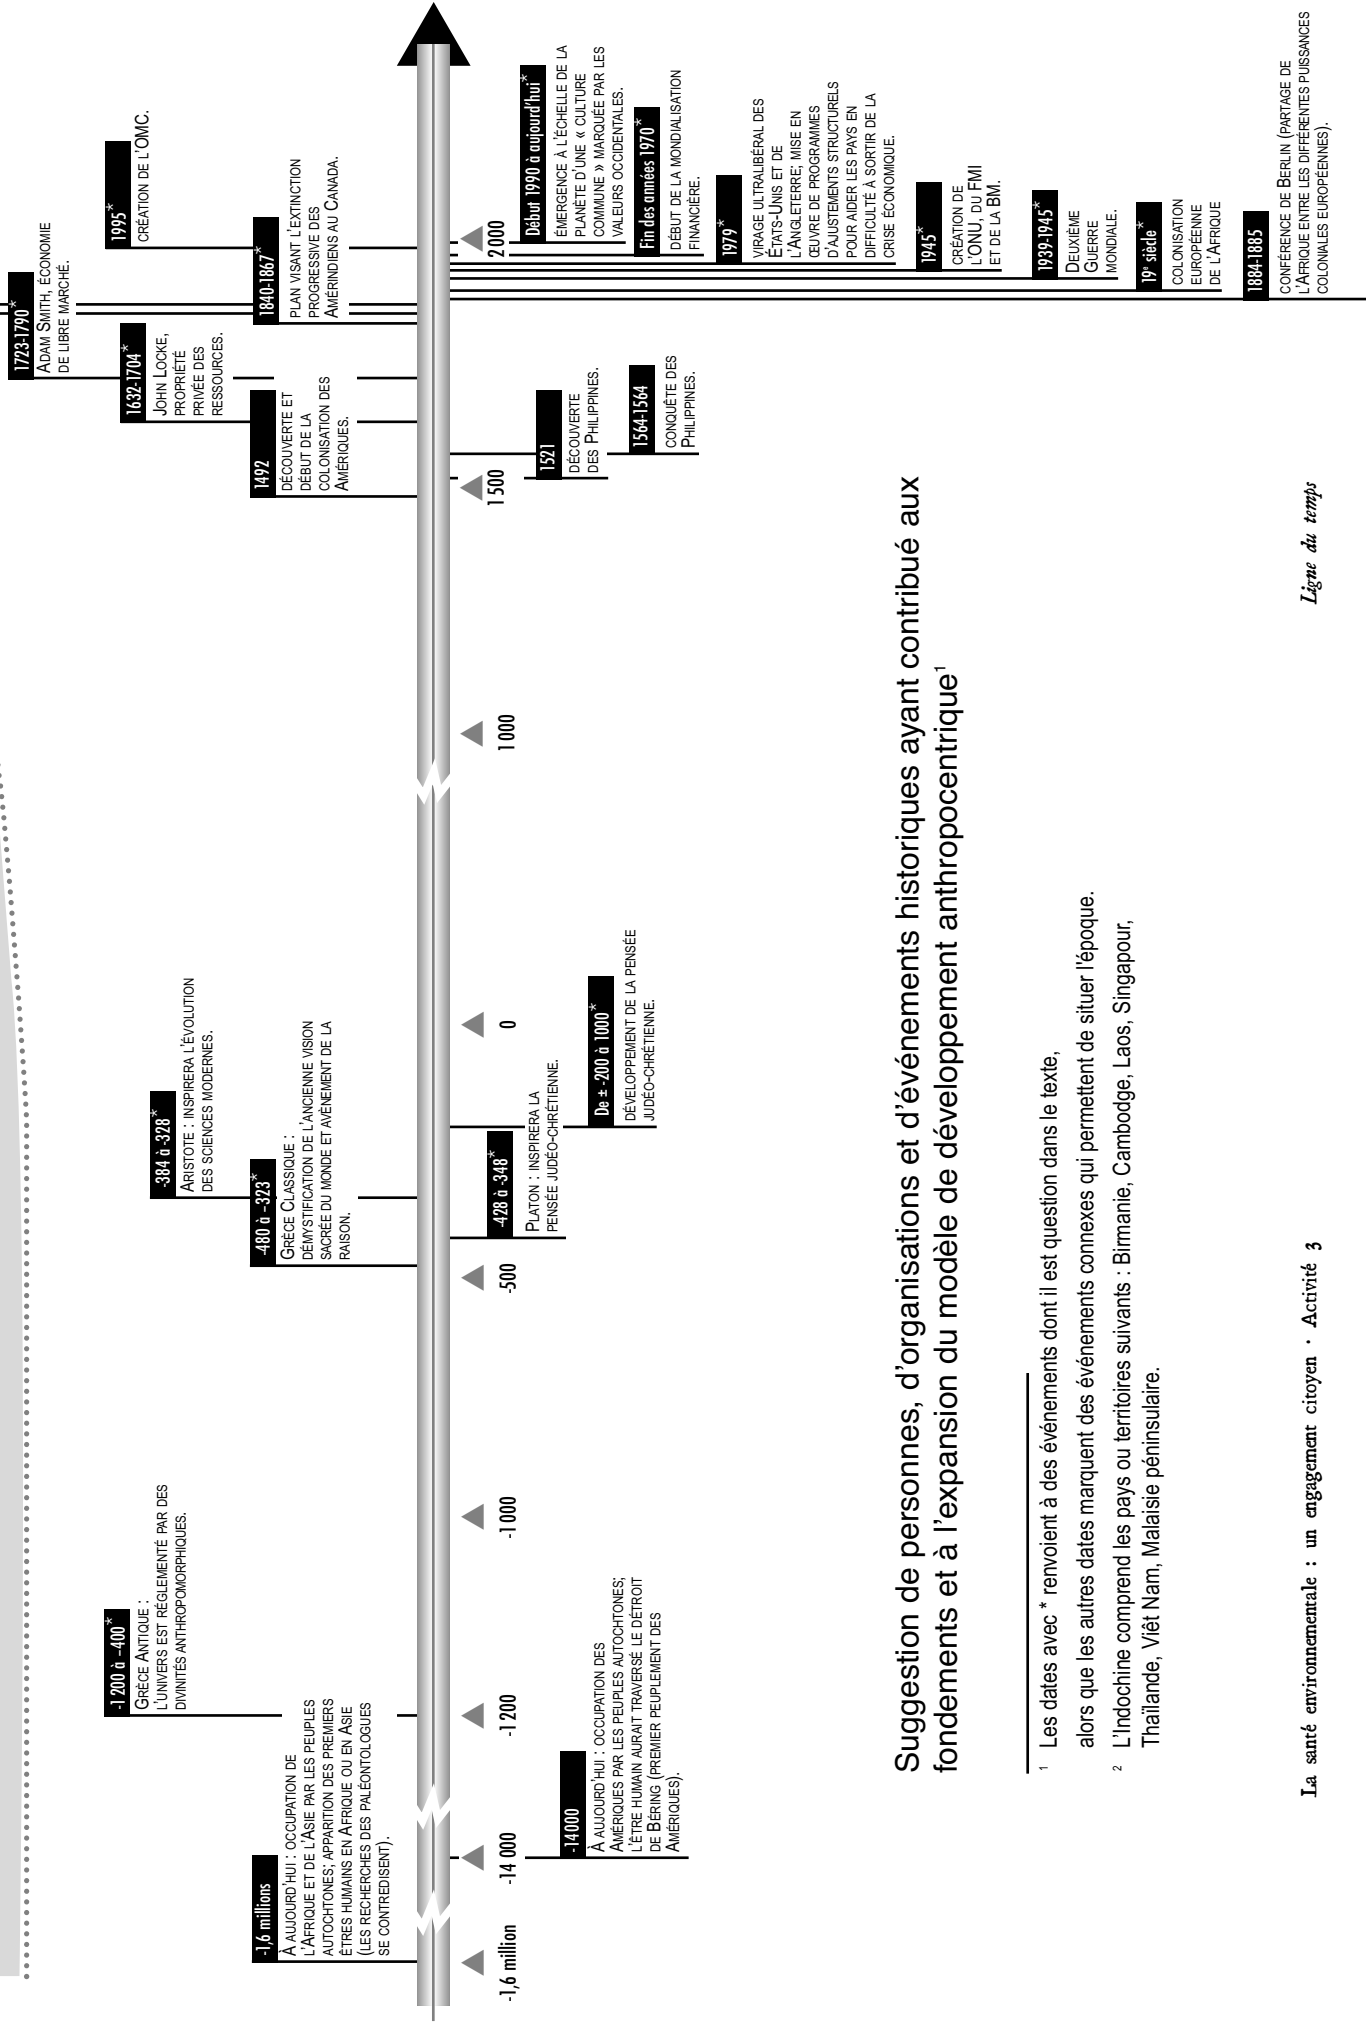 1723-1790*
Adam Smith, économie
de libre marché.
1995*
création de l'OMC.
1632-1704*
John Locke,
propriété
privée des
ressources.
1840-1867*
plan visant l'extinction
progressive des
Amérindiens au Canada.
1492
découverte et
début de la
colonisation des
Amériques.
-384 à -328*
Aristote : inspirera l'évolution
des sciences modernes.
-480 à -323*
Grèce Classique :
démystification de l'ancienne vision
sacrée du monde et avènement de la
raison.
-1 200 à -400*
Grèce Antique :
l'univers est réglementé par des
divinités anthropomorphiques.
-1,6 millions
À aujourd'hui : occupation de
l'Afrique et de l'Asie par les peuples
autochtones; apparition des premiers
êtres humains en Afrique ou en Asie
(les recherches des paléontologues
se contredisent).
-1,6 million
-14 000
-1 200
-1 000
-500
0
1 000
1 500
2 000
-14000
À aujourd'hui : occupation des
Amériques par les peuples autochtones;
l'être humain aurait traversé le détroit
de Béring (premier peuplement des
Amériques).
-428 à -348*
Platon : inspirera la
pensée judéo-chrétienne.
De ± -200 à 1000*
développement de la pensée
judéo-chrétienne.
1521
découverte
des Philippines.
1564-1564
conquête des
Philippines.
Début 1990 à aujourd'hui*
émergence à l'échelle de la
planète d'une « culture
commune » marquée par les
valeurs occidentales.
Fin des années 1970*
début de la mondialisation
financière.
1979*
virage ultralibéral des
États-Unis et de
l'Angleterre; mise en
œuvre de programmes
d'ajustements structurels
pour aider les pays en
difficulté à sortir de la
crise économique.
1945*
création de
l'ONU, du FMI
et de la BM.
1939-1945*
Deuxième
Guerre
mondiale.
19e siècle*
colonisation
européenne
de l'Afrique
1884-1885
conférence de Berlin (partage de
l'Afrique entre les différentes puissances
coloniales européennes).
Suggestion de personnes, d'organisations et d'événements historiques ayant contribué aux
fondements et à l'expansion du modèle de développement anthropocentrique1
1 Les dates avec * renvoient à des événements dont il est question dans le texte,
alors que les autres dates marquent des événements connexes qui permettent de situer l'époque.
2 L'Indochine comprend les pays ou territoires suivants : Birmanie, Cambodge, Laos, Singapour,
Thaïlande, Viêt Nam, Malaisie péninsulaire.
La santé environnementale : un engagement citoyen · Activité 3
Ligne du temps